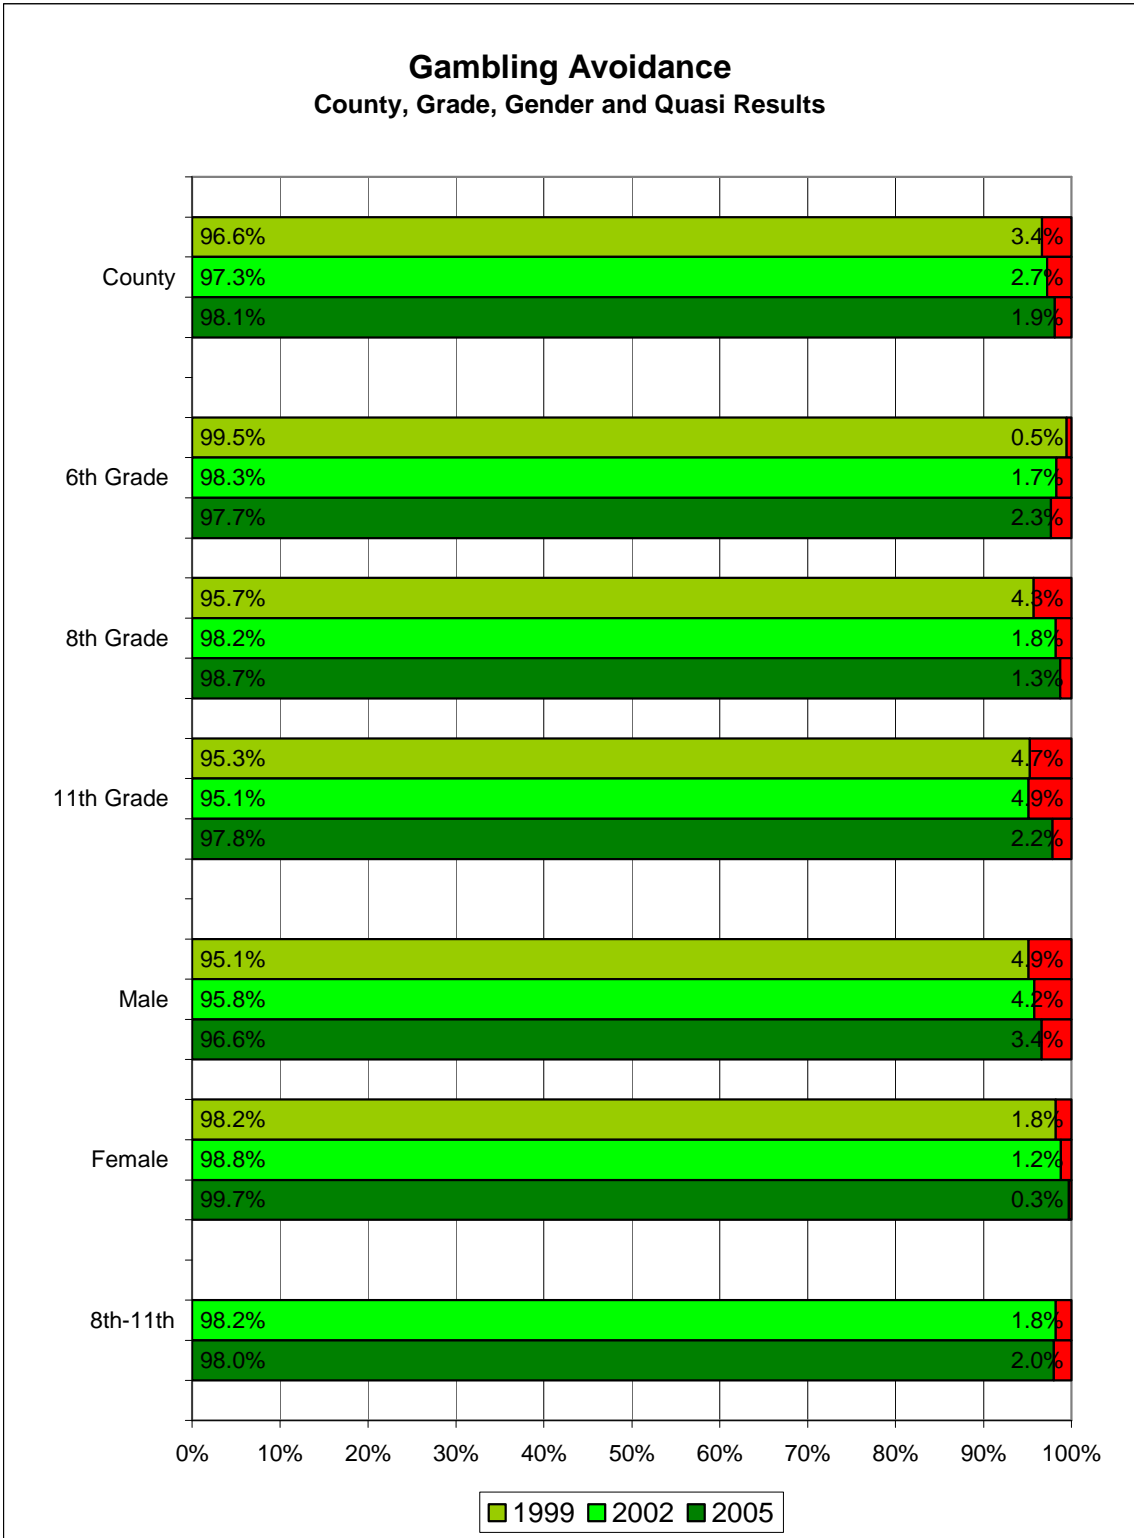 Gambling Avoidance
County, Grade, Gender and Quasi Results
96.6% 3.4%
County 97.3% 2.7%
98.1% 1.9%
99.5% 0.5%
6th Grade 98.3% 1.7%
97.7% 2.3%
95.7% 4.3%
8th Grade 98.2% 1.8%
98.7% 1.3%
95.3% 4.7%
11th Grade 95.1% 4.9%
97.8% 2.2%
95.1% 4.9%
Male 95.8% 4.2%
96.6% 3.4%
98.2% 1.8%
Female 98.8% 1.2%
99.7% 0.3%
8th-11th 98.2% 1.8%
98.0% 2.0%
0% 10% 20% 30% 40% 50% 60% 70% 80% 90% 100%
1999 2002 2005